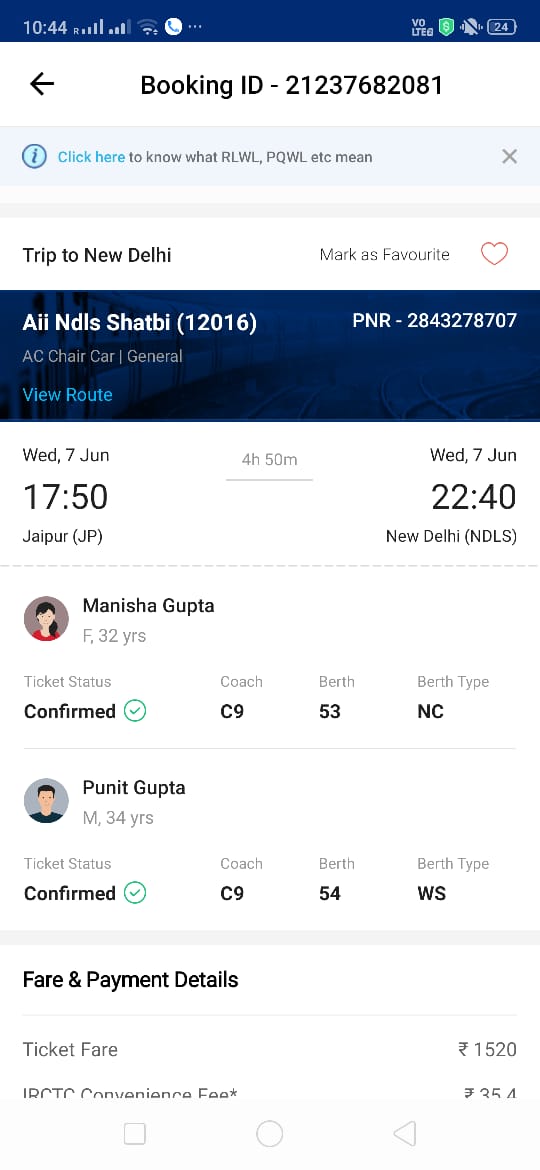 10:44
VO LTE2
24
Booking ID - 21237682081
Click here to know what RLWL, PQWL etc mean
Trip to New Delhi
Mark as Favourite
Aii Ndls Shatbi (12016)
PNR - 2843278707
AC Chair Car | General
View Route
Wed, 7 Jun
4h 50m
Wed, 7 Jun
17:50
22:40
Jaipur (JP)
New Delhi (NDLS)
Manisha Gupta
F, 32 yrs
Ticket Status Coach Berth Berth Type
Confirmed C9 53 NC
Punit Gupta
M, 34 yrs
Ticket Status Coach Berth Berth Type
Confirmed C9 54 WS
Fare & Payment Details
Ticket Fare ₹ 1520
IRCTC Convenience Fee* ₹ 35.4